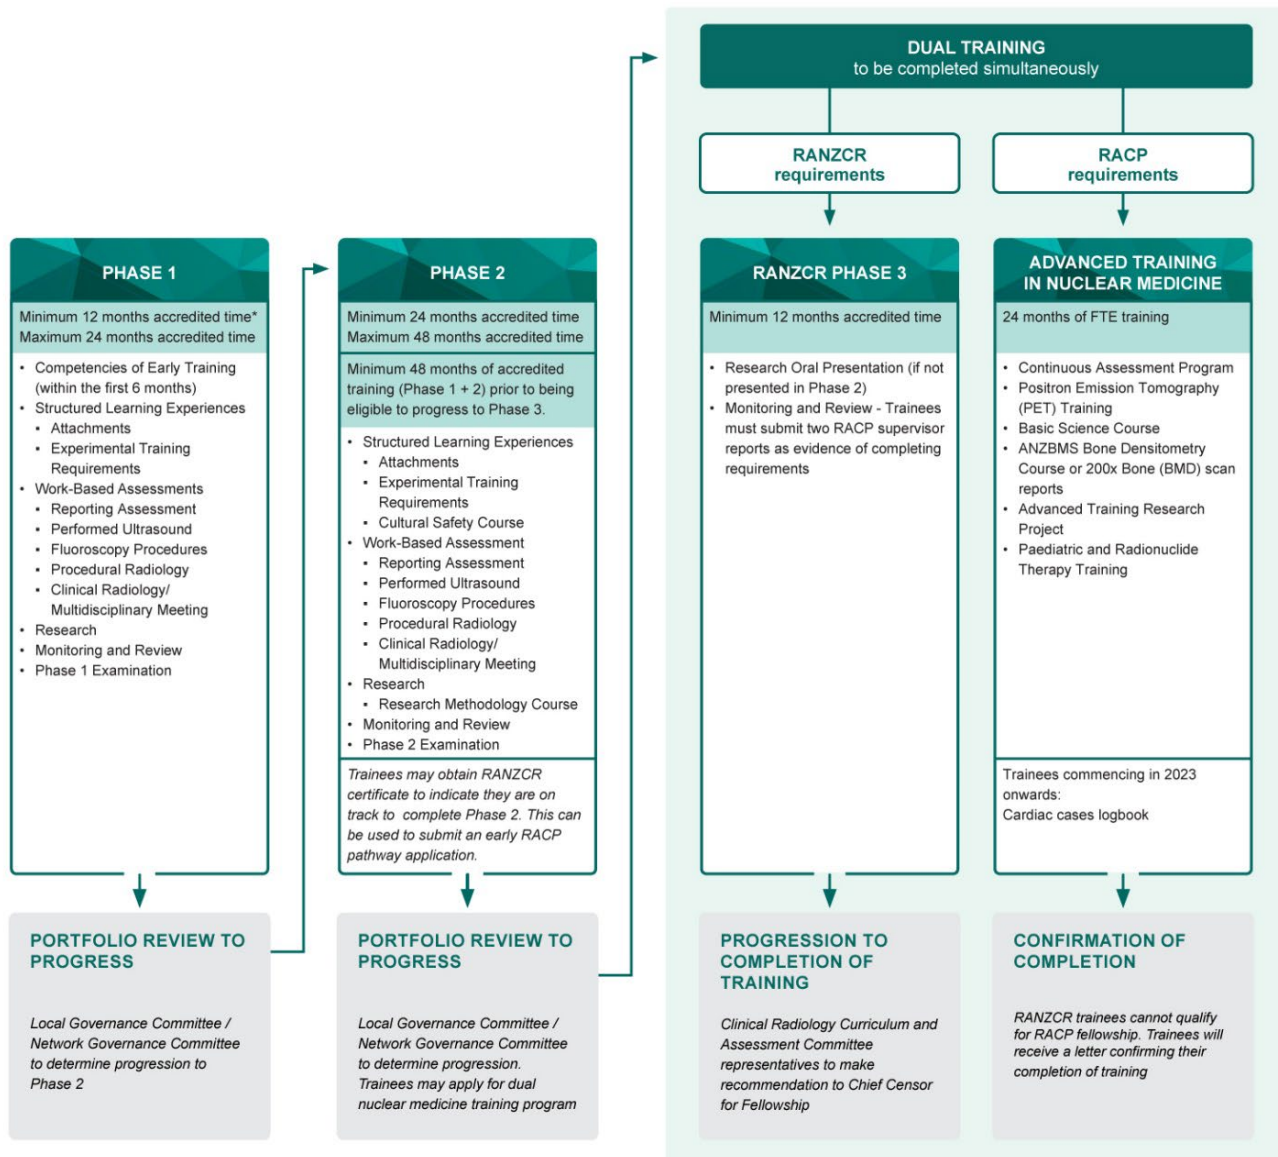 DUAL TRAINING
to be completed simultaneously
RANZCR
requirements
RACP
requirements
PHASE 1
Minimum 12 months accredited time*
Maximum 24 months accredited time
• Competencies of Early Training
(within the first 6 months)
• Structured Learning Experiences
▪ Attachments
▪ Experimental Training
Requirements
• Work-Based Assessments
▪ Reporting Assessment
▪ Performed Ultrasound
▪ Fluoroscopy Procedures
▪ Procedural Radiology
▪ Clinical Radiology/
Multidisciplinary Meeting
• Research
• Monitoring and Review
• Phase 1 Examination
PORTFOLIO REVIEW TO
PROGRESS
Local Governance Committee /
Network Governance Committee
to determine progression to
Phase 2
PHASE 2
Minimum 24 months accredited time
Maximum 48 months accredited time
Minimum 48 months of accredited
training (Phase 1 + 2) prior to being
eligible to progress to Phase 3.
• Structured Learning Experiences
▪ Attachments
▪ Experimental Training
Requirements
▪ Cultural Safety Course
• Work-Based Assessment
▪ Reporting Assessment
▪ Performed Ultrasound
▪ Fluoroscopy Procedures
▪ Procedural Radiology
▪ Clinical Radiology/
Multidisciplinary Meeting
• Research
▪ Research Methodology Course
• Monitoring and Review
• Phase 2 Examination
Trainees may obtain RANZCR
certificate to indicate they are on
track to complete Phase 2. This can
be used to submit an early RACP
pathway application.
PORTFOLIO REVIEW TO
PROGRESS
Local Governance Committee /
Network Governance Committee
to determine progression.
Trainees may apply for dual
nuclear medicine training program
RANZCR PHASE 3
Minimum 12 months accredited time
• Research Oral Presentation (if not
presented in Phase 2)
• Monitoring and Review - Trainees
must submit two RACP supervisor
reports as evidence of completing
requirements
PROGRESSION TO
COMPLETION OF
TRAINING
Clinical Radiology Curriculum and
Assessment Committee
representatives to make
recommendation to Chief Censor
for Fellowship
ADVANCED TRAINING
IN NUCLEAR MEDICINE
24 months of FTE training
• Continuous Assessment Program
• Positron Emission Tomography
(PET) Training
• Basic Science Course
• ANZBMS Bone Densitometry
Course or 200x Bone (BMD) scan
reports
• Advanced Training Research
Project
• Paediatric and Radionuclide
Therapy Training
Trainees commencing in 2023
onwards:
Cardiac cases logbook
CONFIRMATION OF
COMPLETION
RANZCR trainees cannot qualify
for RACP fellowship. Trainees will
receive a letter confirming their
completion of training